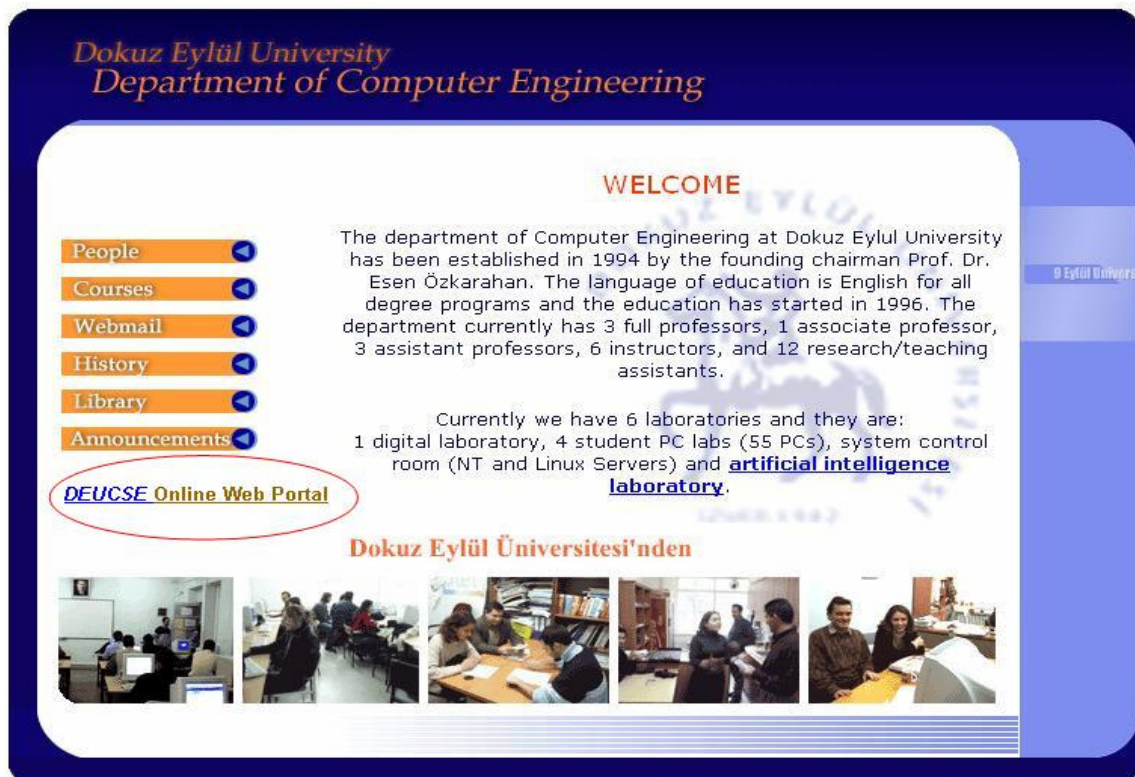 Dokuz Eylül University
Department of Computer Engineering
WELCOME
The department of Computer Engineering at Dokuz Eylul University
has been established in 1994 by the founding chairman Prof. Dr.
Esen Özkarahan. The language of education is English for all
degree programs and the education has started in 1996. The
department currently has 3 full professors, 1 associate professor,
3 assistant professors, 6 instructors, and 12 research/teaching
assistants.
Currently we have 6 laboratories and they are:
1 digital laboratory, 4 student PC labs (55 PCs), system control
room (NT and Linux Servers) and artificial intelligence
laboratory.
People
Courses
Webmail
History
Library
Announcements
DEUCSE Online Web Portal
Dokuz Eylül Üniversitesi'nden
9 Eylül Univers
DOKUZ EYLÜL